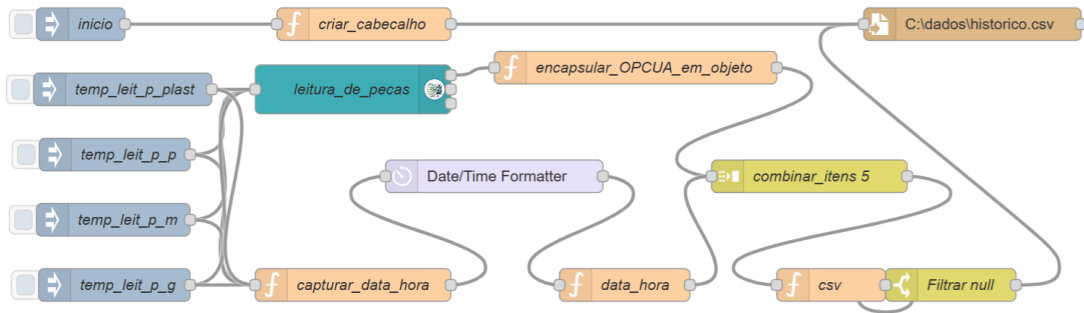 inicio
criar_cabecalho
C:\dados\historico.csv
encapsular_OPCUA_em_objeto
temp_leit_p_plast
leitura_de_pecas
temp_leit_p_p
Date/Time Formatter
combinar_itens 5
temp_leit_p_m
temp_leit_p_g
capturar_data_hora
data_hora
csv
Filtrar null